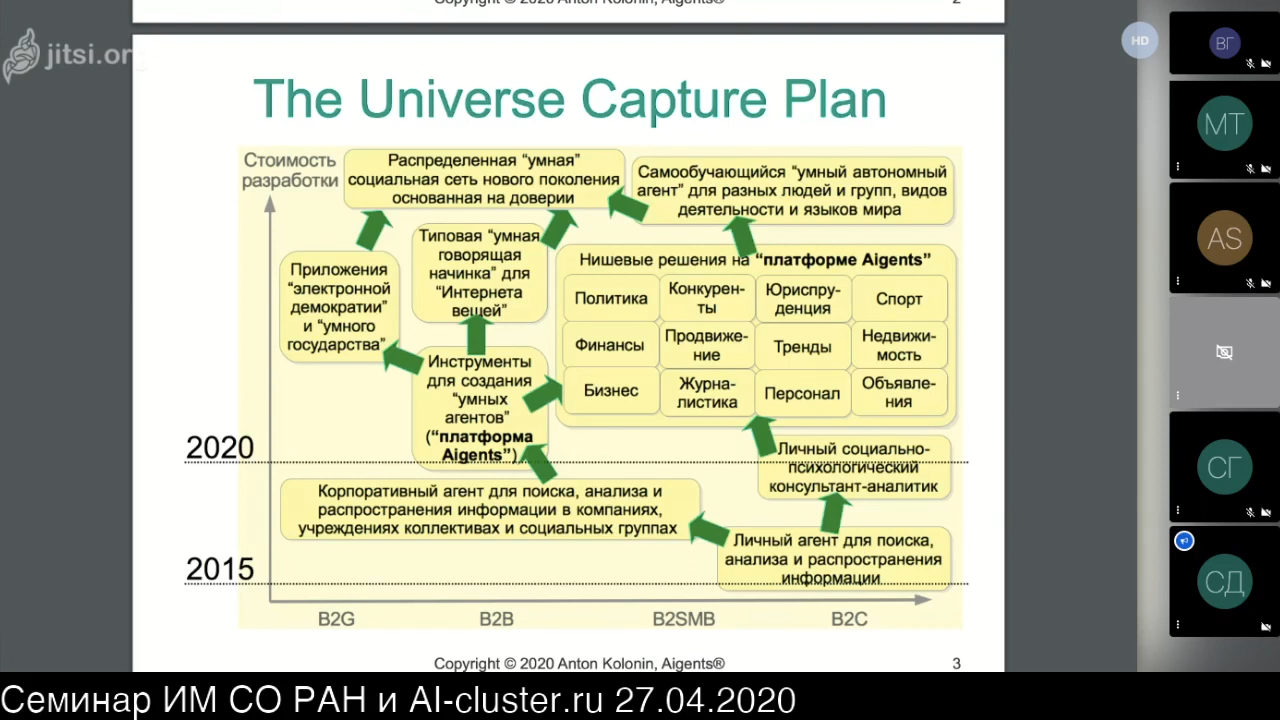 Copyright © 2020 Anton Kolonin, Aigents®
2
jitsi.org
HD
The Universe Capture Plan
Стоимость
разработки
Распределенная “умная”
социальная сеть нового поколения
основанная на доверии
Самообучающийся “умный автономный
агент” для разных людей и групп, видов
деятельности и языков мира
Приложения
“электронной
демократии”
и “умного
государства”
Типовая “умная
говорящая
начинка” для
“Интернета
вещей”
Нишевые решения на “платформе Aigents”
Политика
Конкурен-
ты
Юриспру-
денция
Спорт
Финансы
Продвиже-
ние
Тренды
Недвижи-
мость
Бизнес
Журна-
листика
Персонал
Объявле-
ния
Инструменты
для создания
“умных
агентов”
(“платформа
Aigents”)
2020
Личный социально-
психологический
консультант-аналитик
Корпоративный агент для поиска, анализа и
распространения информации в компаниях,
учреждениях коллективах и социальных группах
Личный агент для поиска,
анализа и распространения
информации
2015
B2G
B2B
B2SMB
B2C
Copyright © 2020 Anton Kolonin, Aigents®
3
ВГ
МТ
AS
СГ
СД
Семинар ИМ СО РАН и AI-cluster.ru 27.04.2020